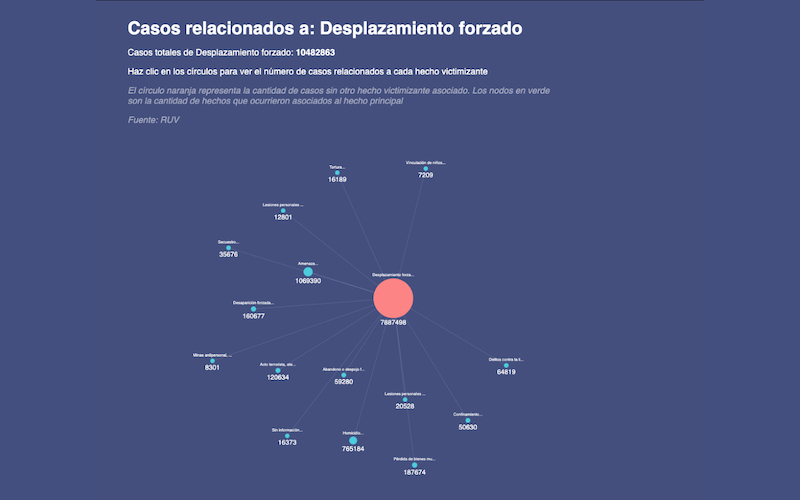 Casos relacionados a: Desplazamiento forzado
Casos totales de Desplazamiento forzado: 10482863
Haz clic en los círculos para ver el número de casos relacionados a cada hecho victimizante
El círculo naranja representa la cantidad de casos sin otro hecho victimizante asociado. Los nodos en verde
son la cantidad de hechos que ocurrieron asociados al hecho principal
Fuente: RUV
Tortura...
16189
Vinculación de niños...
7209
Lesiones personales ...
12801
Secuestro...
35676
Amenaza...
1069390
Desplazamiento forza...
7887498
Desaparición forzada...
160677
Minas antipersonal, ...
8301
Acto terrorista, ate...
120634
Abandono o despojo f...
59280
Delitos contra la li...
64819
Lesiones personales ...
20528
Confinamiento...
50630
Sin información...
16373
Homicidio...
765184
Pérdida de bienes mu...
187674